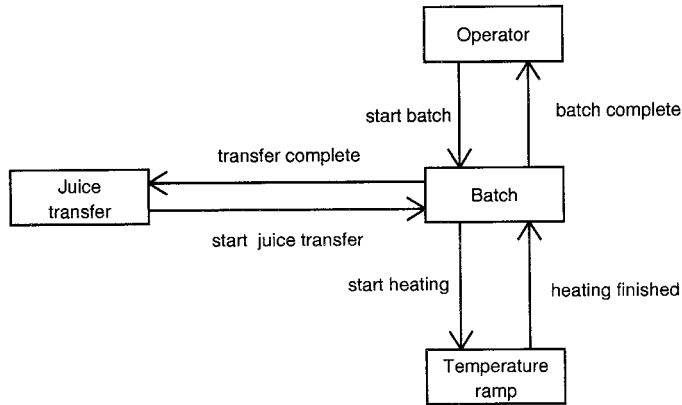 Operator
start batch
batch complete
transfer complete
Juice
transfer
Batch
start juice transfer
start heating
heating finished
Temperature
ramp